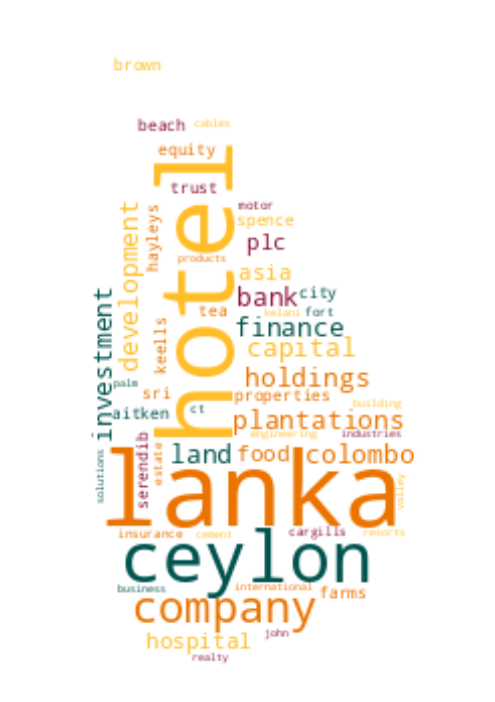 brown
beach
cables
equity
hotel
trust
motor
hayleys
development
spence
plc
products
asia
bank
city
investment
tea
kelani
fort
finance
keells
capital
holdings
palm
sri
properties
building
aitken
ct
plantations
engineering
industries
serendib
estate
land
food
colombo
solutions
lanka
valley
insurance
cement
cargills
resorts
ceylon
business
international
farms
company
hospital
john
realty